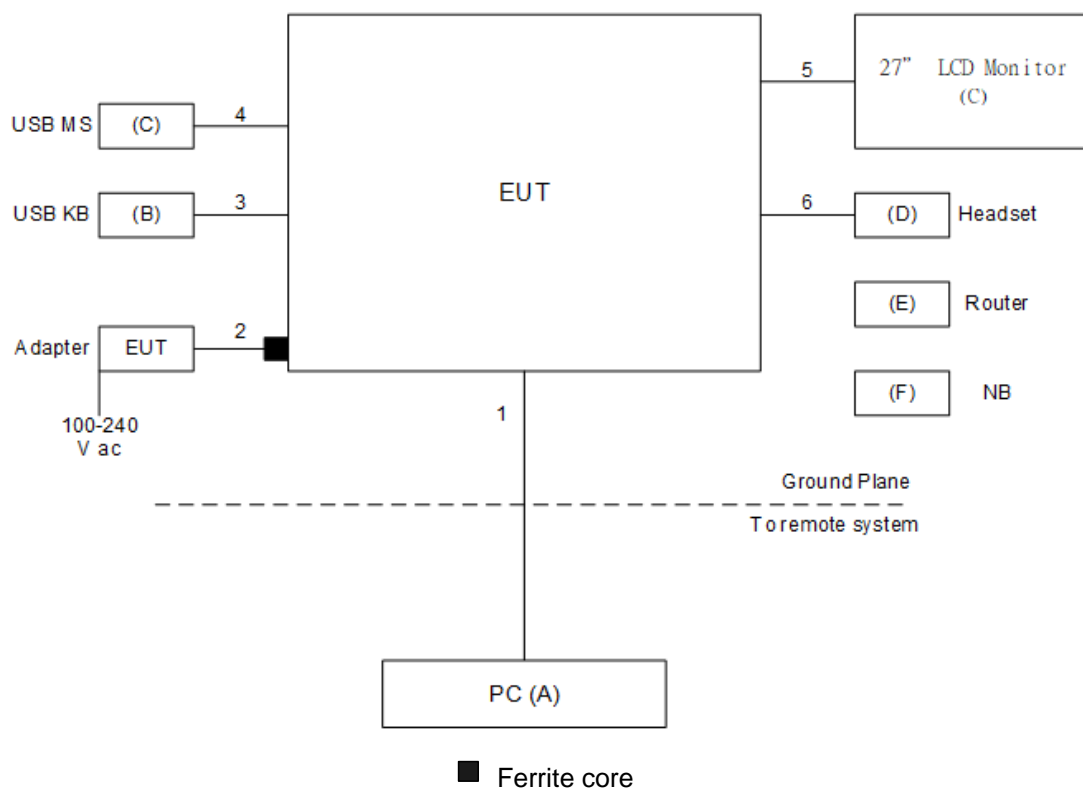 5
27” LCD Monitor
(C)
USB MS
(C)
4
EUT
USB KB
(B)
3
6
(D)
Headset
(E)
Router
Adapter
EUT
2
(F)
NB
1
100-240
V ac
Ground Plane
To remote system
PC (A)
Ferrite core